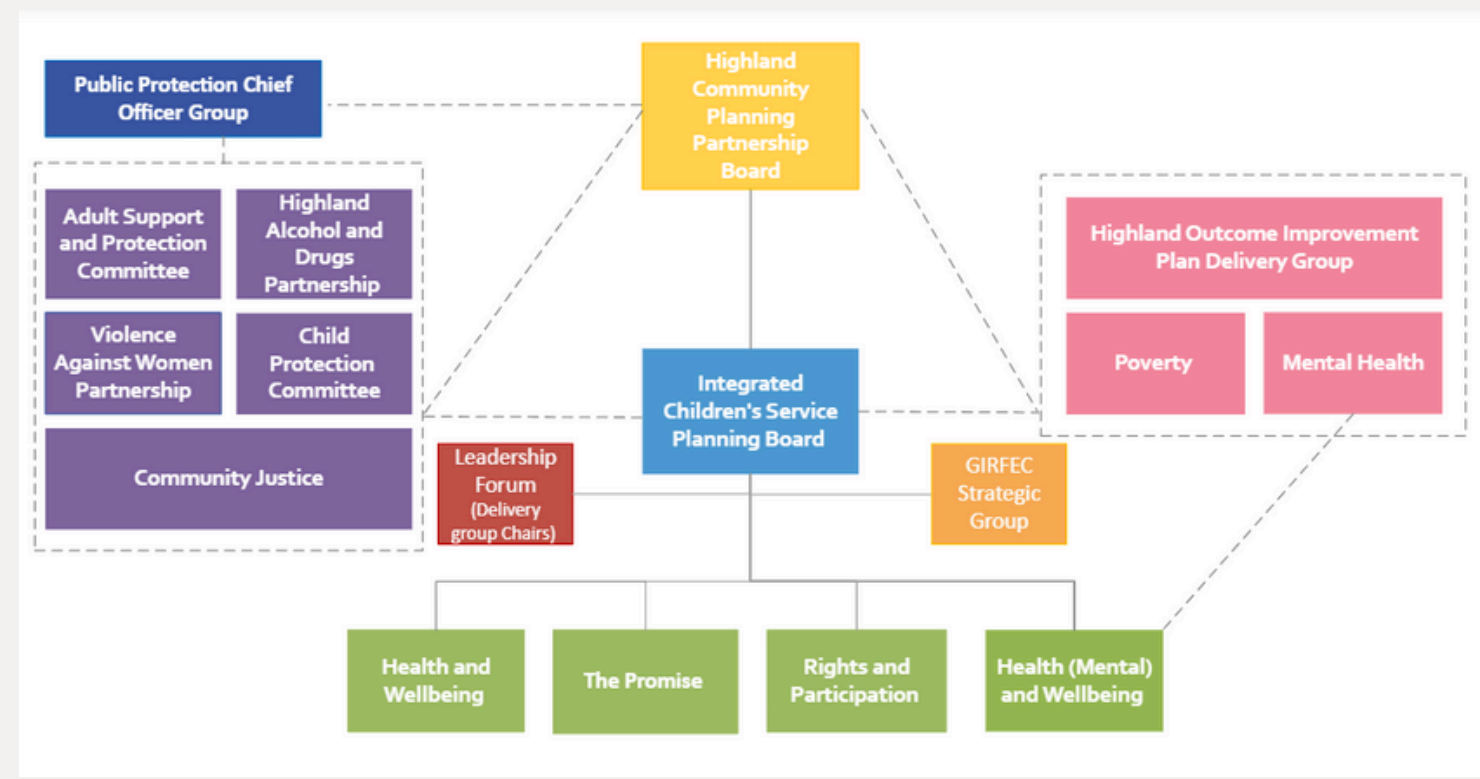 Public Protection Chief
Officer Group
Highland
Community
Planning
Partnership
Board
Adult Support
and Protection
Committee
Highland
Alcohol and
Drugs
Partnership
Violence
Against Women
Partnership
Child
Protection
Committee
Community Justice
Highland Outcome Improvement
Plan Delivery Group
Poverty
Mental Health
Integrated
Children's Service
Planning Board
Leadership
Forum
(Delivery
group Chairs)
GIRFEC
Strategic
Group
Health and
Wellbeing
The Promise
Rights and
Participation
Health (Mental)
and Wellbeing